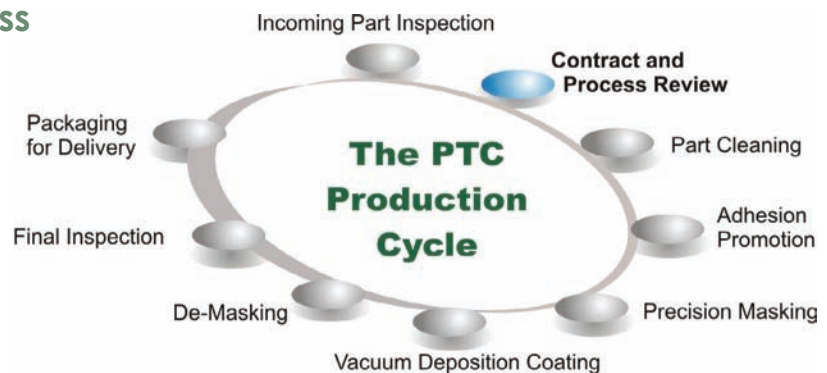 ss
Incoming Part Inspection
Contract and
Process Review
Packaging
for Delivery
Part Cleaning
The PTC
Production
Cycle
Adhesion
Promotion
Final Inspection
De-Masking
Precision Masking
Vacuum Deposition Coating